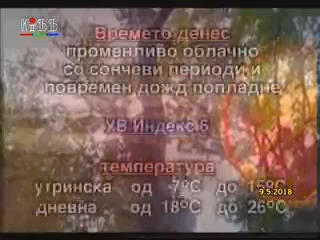 КТВБ
Времето денес
променливо облачно
со сончеви периоди и
повремен дожд попладне
УВ Индекс 6
температура
утринска од 7°C до 15°C
дневна од 18°C до 26°C
9.5.2018